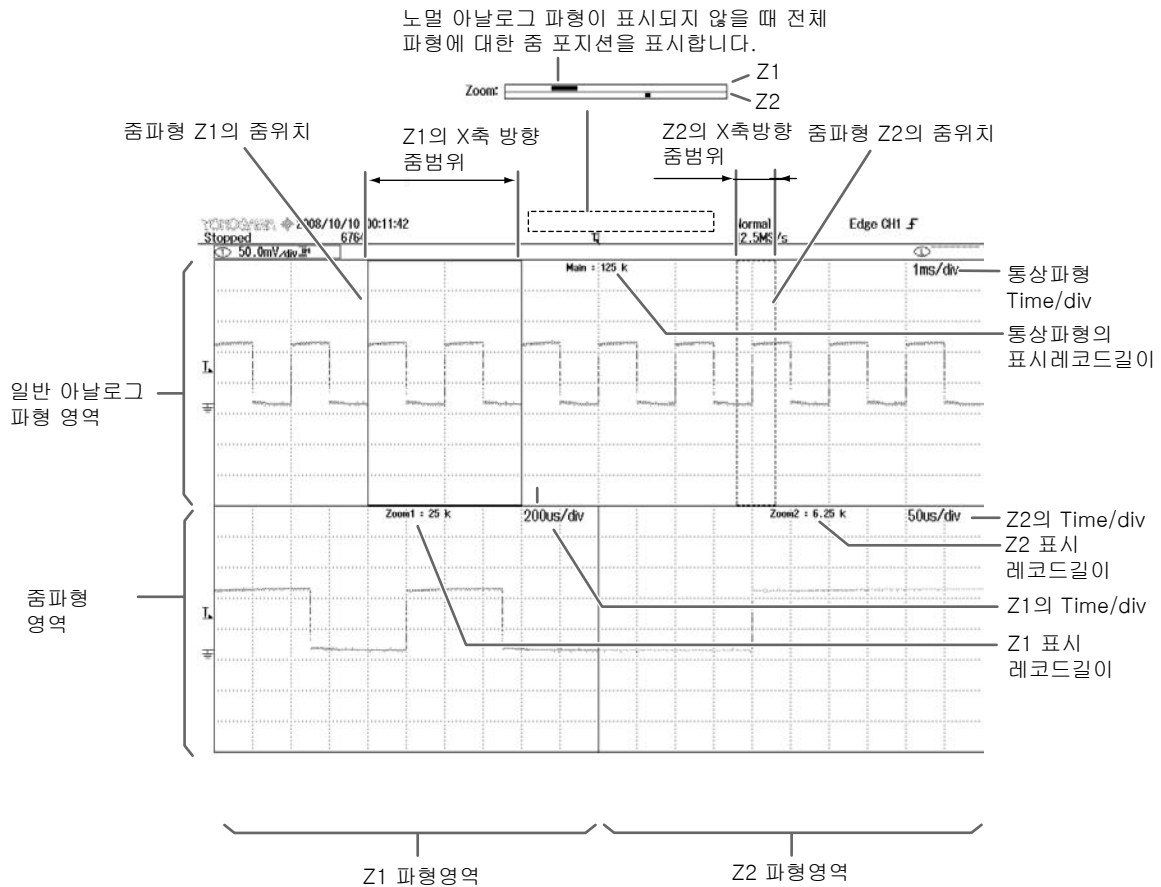 노멀 아날로그 파형이 표시되지 않을 때 전체
파형에 대한 줌 포지션을 표시합니다.
Zoom:
Z1
Z2
줌파형 Z1의 줌위치
Z1의 X축 방향
줌범위
Z2의 X축방향
줌범위
줌파형 Z2의 줌위치
YOKOGAWA 2008/10/10 00:11:42
Normal
Edge CH1
Stopped
676
2.5MS/s
50.0mV/div
Main : 125 k
1ms/div
통상파형
Time/div
통상파형의
표시레코드길이
일반 아날로그
파형 영역
Zoom1 : 25 k
200us/div
Zoom2 : 6.25 k
50us/div
Z2의 Time/div
Z2 표시
레코드길이
줌파형
영역
Z1의 Time/div
Z1 표시
레코드길이
Z1 파형영역
Z2 파형영역